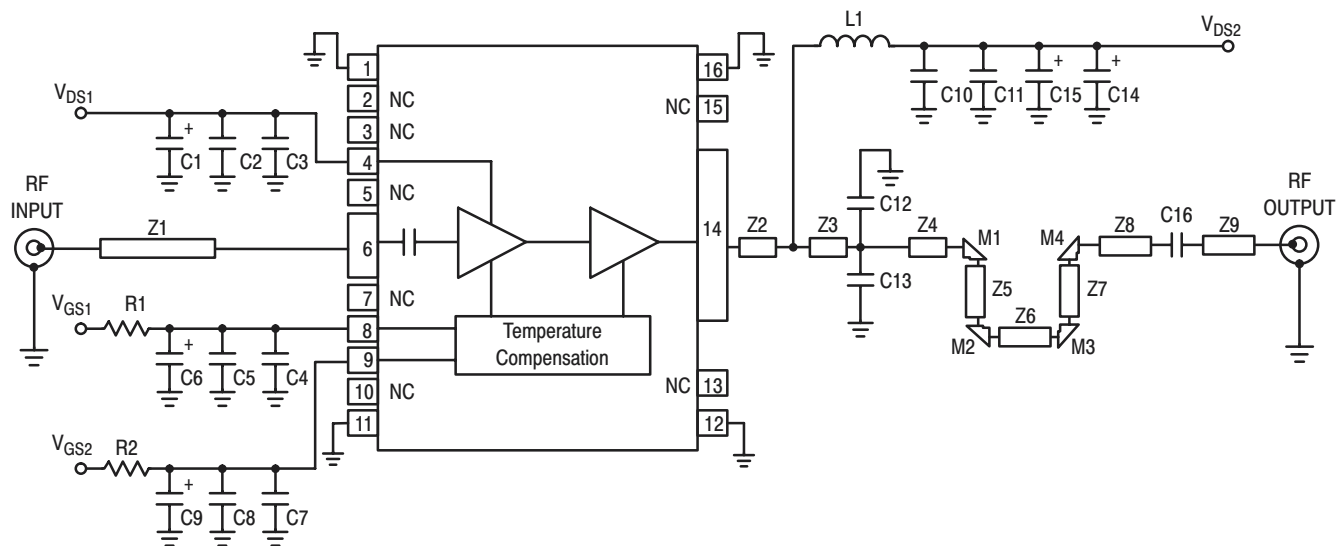 L1
V_DS2
1
16
2 NC
NC 15
C10 C11 + C15 + C14
V_DS1
3 NC
+ C1 C2 C3
4
5 NC
RF
INPUT
Z1
6
14
Z2
Z3
C12
C13
Z4
M1
Z5
M2
Z6
M3
Z7
M4
Z8
C16
Z9
RF
OUTPUT
7 NC
V_GS1
R1
8
+ C6 C5 C4
9
Temperature
Compensation
10 NC
NC 13
11
12
V_GS2
R2
+ C9 C8 C7